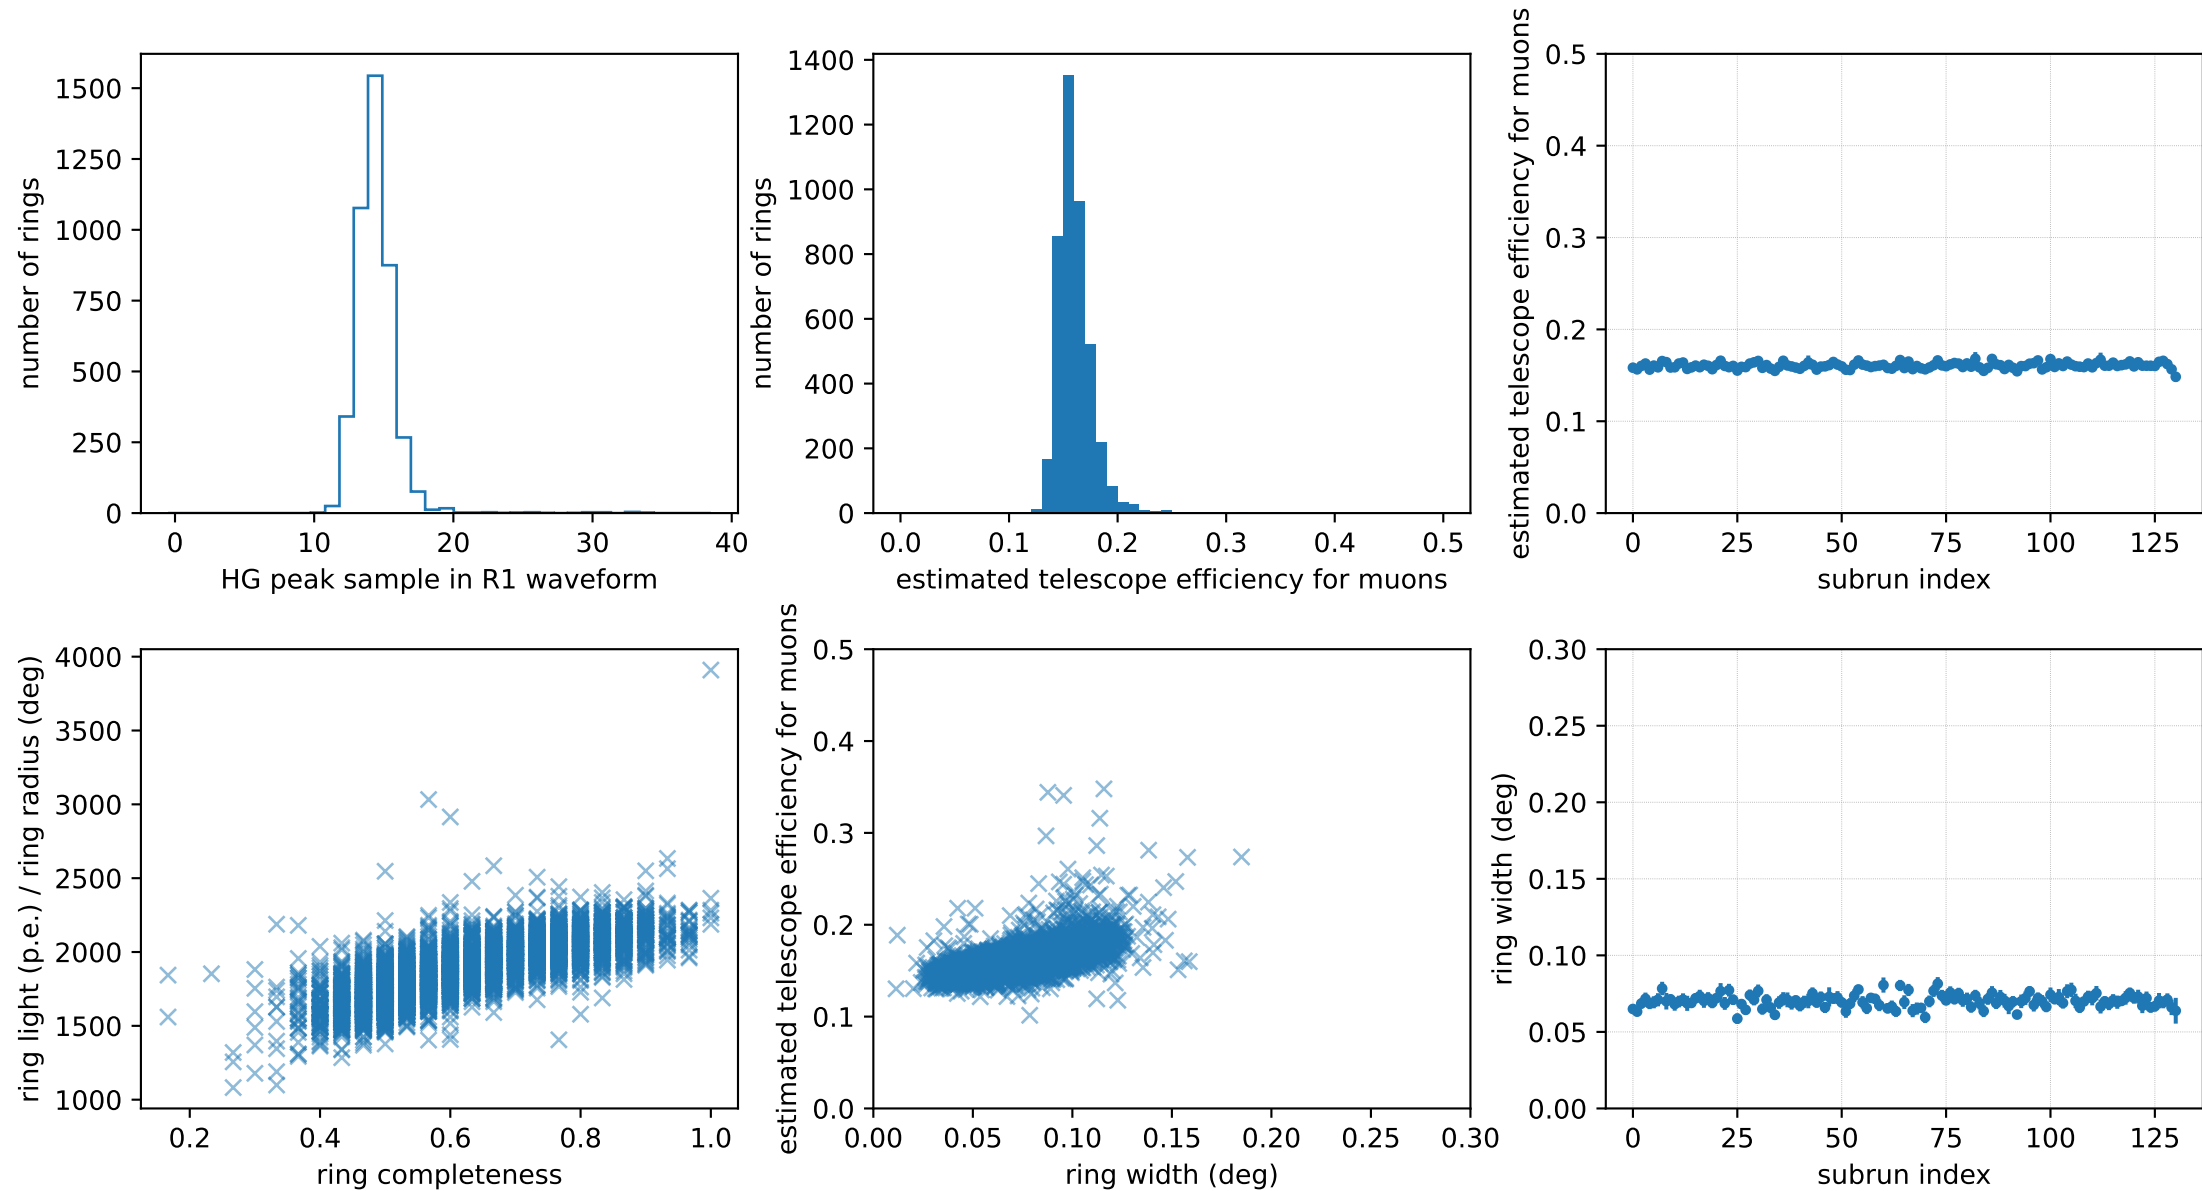 number of rings
1500
1250
1000
750
500
250
0
0 10 20 30 40
HG peak sample in R1 waveform
number of rings
1400
1200
1000
800
600
400
200
0
0.0 0.1 0.2 0.3 0.4 0.5
estimated telescope efficiency for muons
estimated telescope efficiency for muons
0.5
0.4
0.3
0.2
0.1
0.0
0 25 50 75 100 125
subrun index
ring light (p.e.) / ring radius (deg)
4000
3500
3000
2500
2000
1500
1000
0.2 0.4 0.6 0.8 1.0
ring completeness
estimated telescope efficiency for muons
0.5
0.4
0.3
0.2
0.1
0.0
0.00 0.05 0.10 0.15 0.20 0.25 0.30
ring width (deg)
ring width (deg)
0.30
0.25
0.20
0.15
0.10
0.05
0.00
0 25 50 75 100 125
subrun index